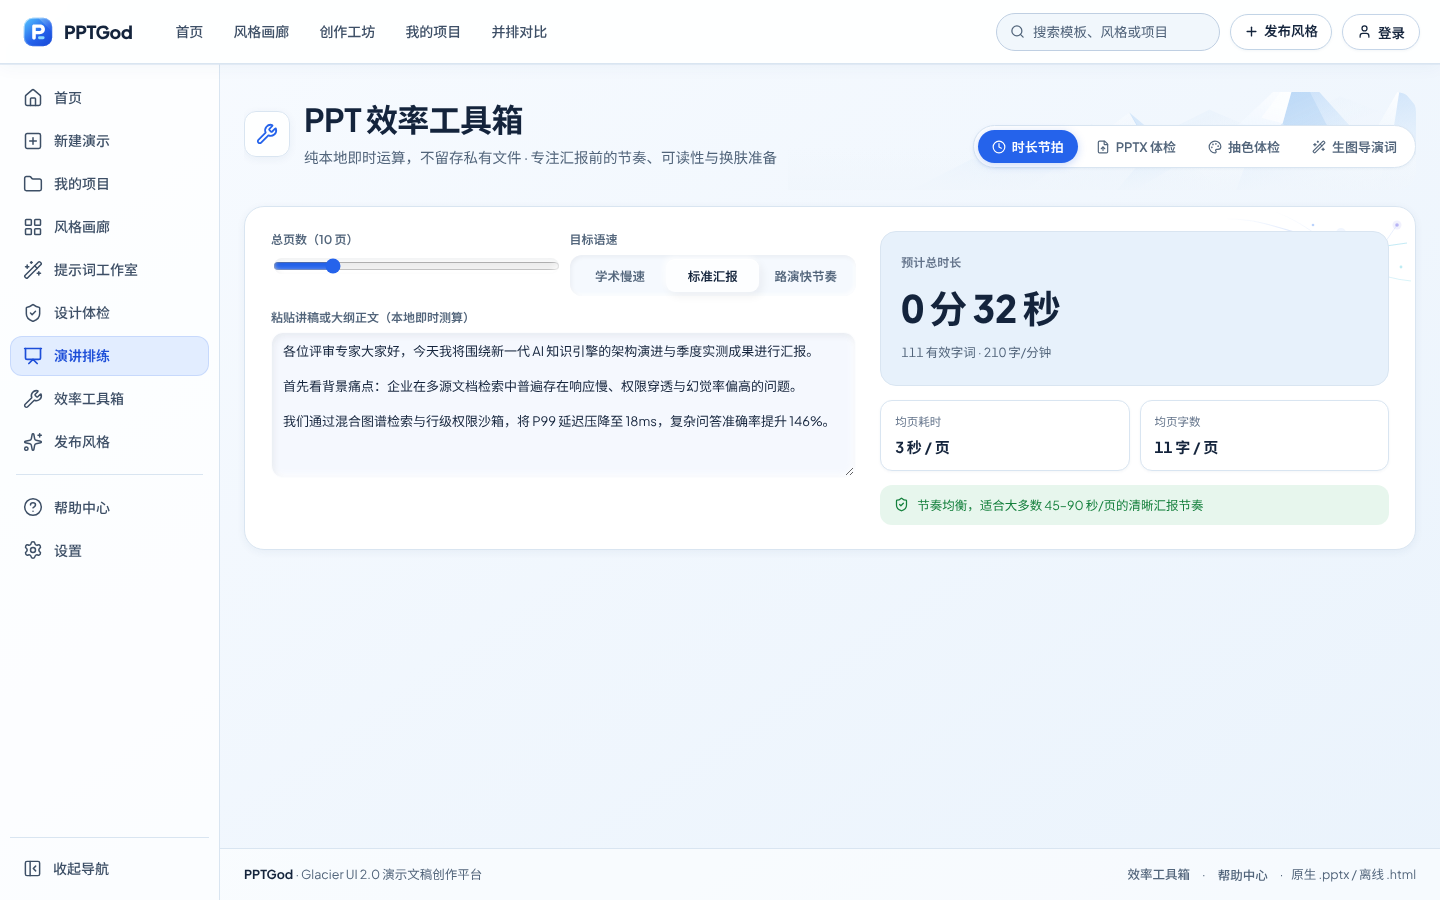 PPTGod
首页
风格画廊
创作工坊
我的项目
并排对比
搜索模板、风格或项目
发布风格
登录
首页
新建演示
我的项目
风格画廊
提示词工作室
设计体检
演讲排练
效率工具箱
发布风格
帮助中心
设置
收起导航
PPT 效率工具箱
纯本地即时运算，不留存私有文件 · 专注汇报前的节奏、可读性与换肤准备
时长节拍
PPTX 体检
抽色体检
生图导演词
总页数（10 页）
目标语速
学术慢速
标准汇报
路演快节奏
粘贴讲稿或大纲正文（本地即时测算）
各位评审专家大家好，今天我将围绕新一代 AI 知识引擎的架构演进与季度实测成果进行汇报。
首先看背景痛点：企业在多源文档检索中普遍存在响应慢、权限穿透与幻觉率偏高的问题。
我们通过混合图谱检索与行级权限沙箱，将 P99 延迟压降至 18ms，复杂问答准确率提升 146%。
预计总时长
0 分 32 秒
111 有效字词 · 210 字/分钟
均页耗时
3 秒 / 页
均页字数
11 字 / 页
节奏均衡，适合大多数 45–90 秒/页的清晰汇报节奏
PPTGod · Glacier UI 2.0 演示文稿创作平台
效率工具箱 · 帮助中心 · 原生 .pptx / 离线 .html